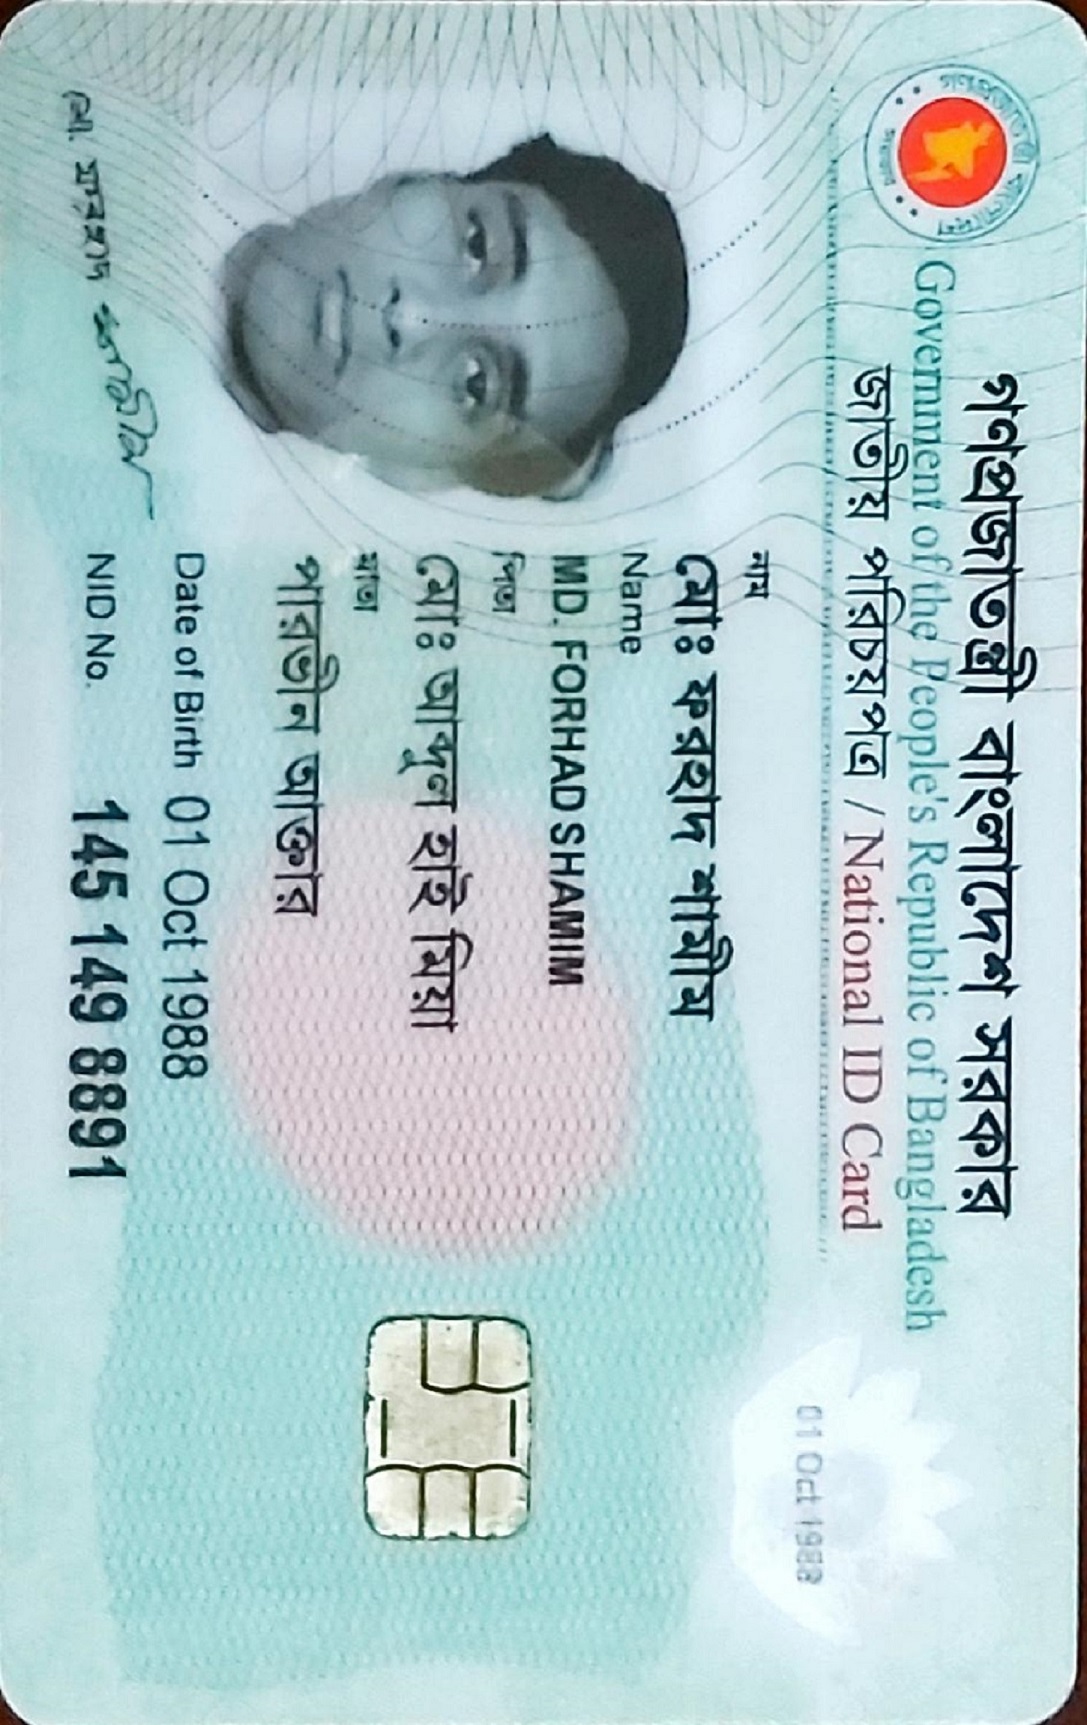 গণপ্রজাতন্ত্রী বাংলাদেশ সরকার
Government of the People's Republic of Bangladesh
জাতীয় পরিচয়পত্র / National ID Card
01 Oct 1988
নাম
মোঃ ফরহাদ শামীম
Name
MD. FORHAD SHAMIM
পিতা
মোঃ আব্দুল হাই মিয়া
মাতা
পারভীন আক্তার
Date of Birth 01 Oct 1988
মো. ফরহাদ শামীম
NID No. 145 149 8891